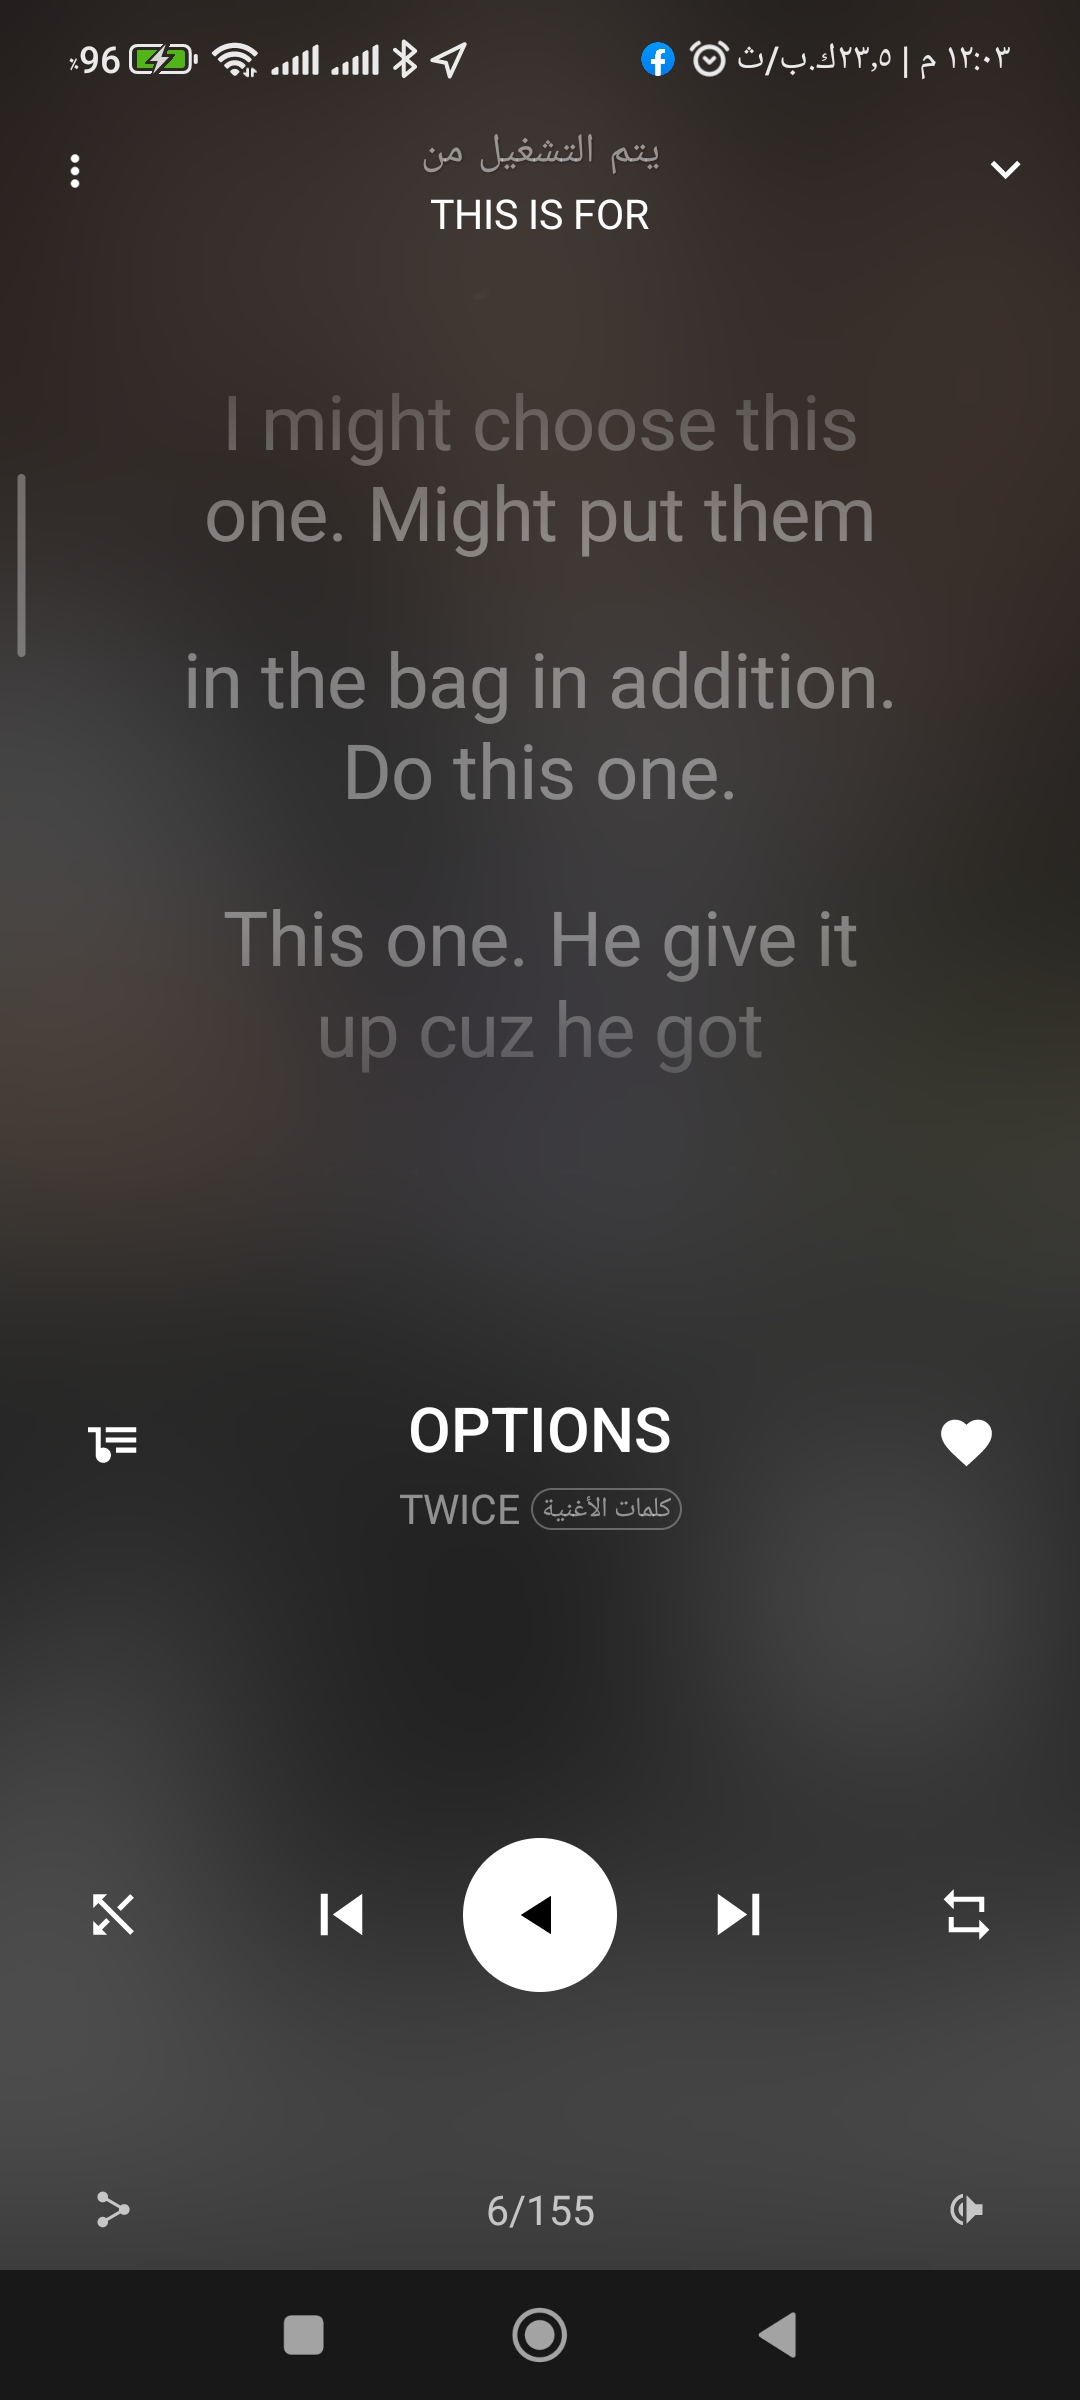 ١٢:٠٣ م | ٢٣,٥ك.ب/ث
٪96
يتم التشغيل من
THIS IS FOR
I might choose this
one. Might put them
in the bag in addition.
Do this one.
This one. He give it
up cuz he got
OPTIONS
TWICE كلمات الأغنية
6/155